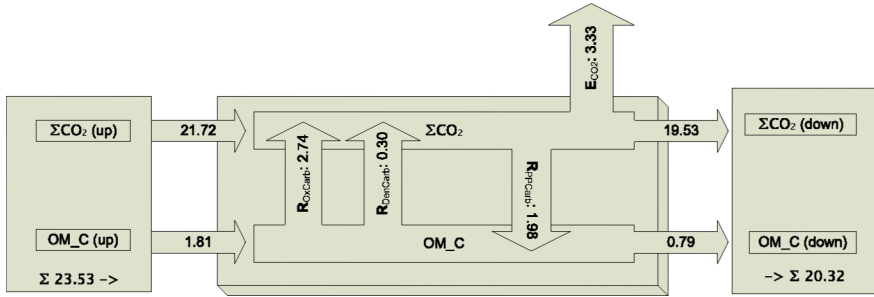 E_CO2: 3.33
ΣCO₂ (up)
21.72
ΣCO₂
19.53
ΣCO₂ (down)
R_OxCarb: 2.74
R_DenCarb: 0.30
R_PPCarb: 1.98
OM_C (up)
1.81
OM_C
0.79
OM_C (down)
Σ 23.53 ->
-> Σ 20.32